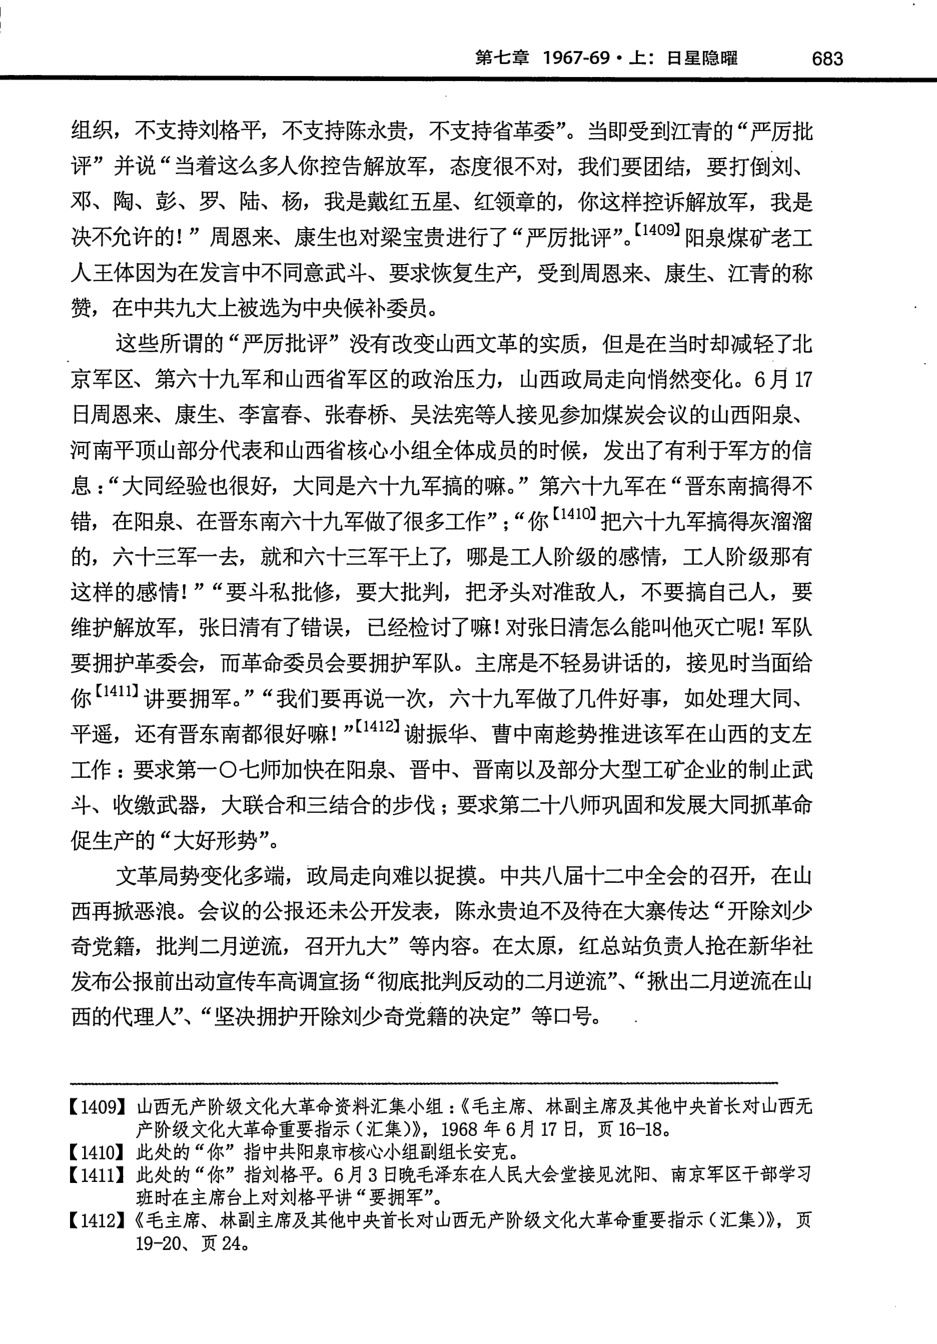 第七章 1967-69·上：日星隐曜 683
组织，不支持刘格平，不支持陈永贵，不支持省革委”。当即受到江青的“严厉批
评”并说“当着这么多人你控告解放军，态度很不对，我们要团结，要打倒刘、
邓、陶、彭、罗、陆、杨，我是戴红五星、红领章的，你这样控诉解放军，我是
决不允许的！”周恩来、康生也对梁宝贵进行了“严厉批评”。【1409】阳泉煤矿老工
人王体因为在发言中不同意武斗、要求恢复生产，受到周恩来、康生、江青的称
赞，在中共九大上被选为中央候补委员。
这些所谓的“严厉批评”没有改变山西文革的实质，但是在当时却减轻了北
京军区、第六十九军和山西省军区的政治压力，山西政局走向悄然变化。6月17
日周恩来、康生、李富春、张春桥、吴法宪等人接见参加煤炭会议的山西阳泉、
河南平顶山部分代表和山西省核心小组全体成员的时候，发出了有利于军方的信
息：“大同经验也很好，大同是六十九军搞的嘛。”第六十九军在“晋东南搞得不
错，在阳泉、在晋东南六十九军做了很多工作”；“你【1410】把六十九军搞得灰溜溜
的，六十三军一去，就和六十三军干上了，哪是工人阶级的感情，工人阶级那有
这样的感情！”“要斗私批修，要大批判，把矛头对准敌人，不要搞自己人，要
维护解放军，张日清有了错误，已经检讨了嘛！对张日清怎么能叫他灭亡呢！军队
要拥护革委会，而革命委员会要拥护军队。主席是不轻易讲话的，接见时当面给
你【1411】讲要拥军。”“我们要再说一次，六十九军做了几件好事，如处理大同、
平遥，还有晋东南都很好嘛！”【1412】谢振华、曹中南趁势推进该军在山西的支左
工作：要求第一〇七师加快在阳泉、晋中、晋南以及部分大型工矿企业的制止武
斗、收缴武器，大联合和三结合的步伐；要求第二十八师巩固和发展大同抓革命
促生产的“大好形势”。
文革局势变化多端，政局走向难以捉摸。中共八届十二中全会的召开，在山
西再掀恶浪。会议的公报还未公开发表，陈永贵迫不及待在大寨传达“开除刘少
奇党籍，批判二月逆流，召开九大”等内容。在太原，红总站负责人抢在新华社
发布公报前出动宣传车高调宣扬“彻底批判反动的二月逆流”、“揪出二月逆流在山
西的代理人”、“坚决拥护开除刘少奇党籍的决定”等口号。
【1409】山西无产阶级文化大革命资料汇集小组：《毛主席、林副主席及其他中央首长对山西无
产阶级文化大革命重要指示（汇集）》，1968年6月17日，页16-18。
【1410】此处的“你”指中共阳泉市核心小组副组长安克。
【1411】此处的“你”指刘格平。6月3日晚毛泽东在人民大会堂接见沈阳、南京军区干部学习
班时在主席台上对刘格平讲“要拥军”。
【1412】《毛主席、林副主席及其他中央首长对山西无产阶级文化大革命重要指示（汇集）》，页
19-20、页24。